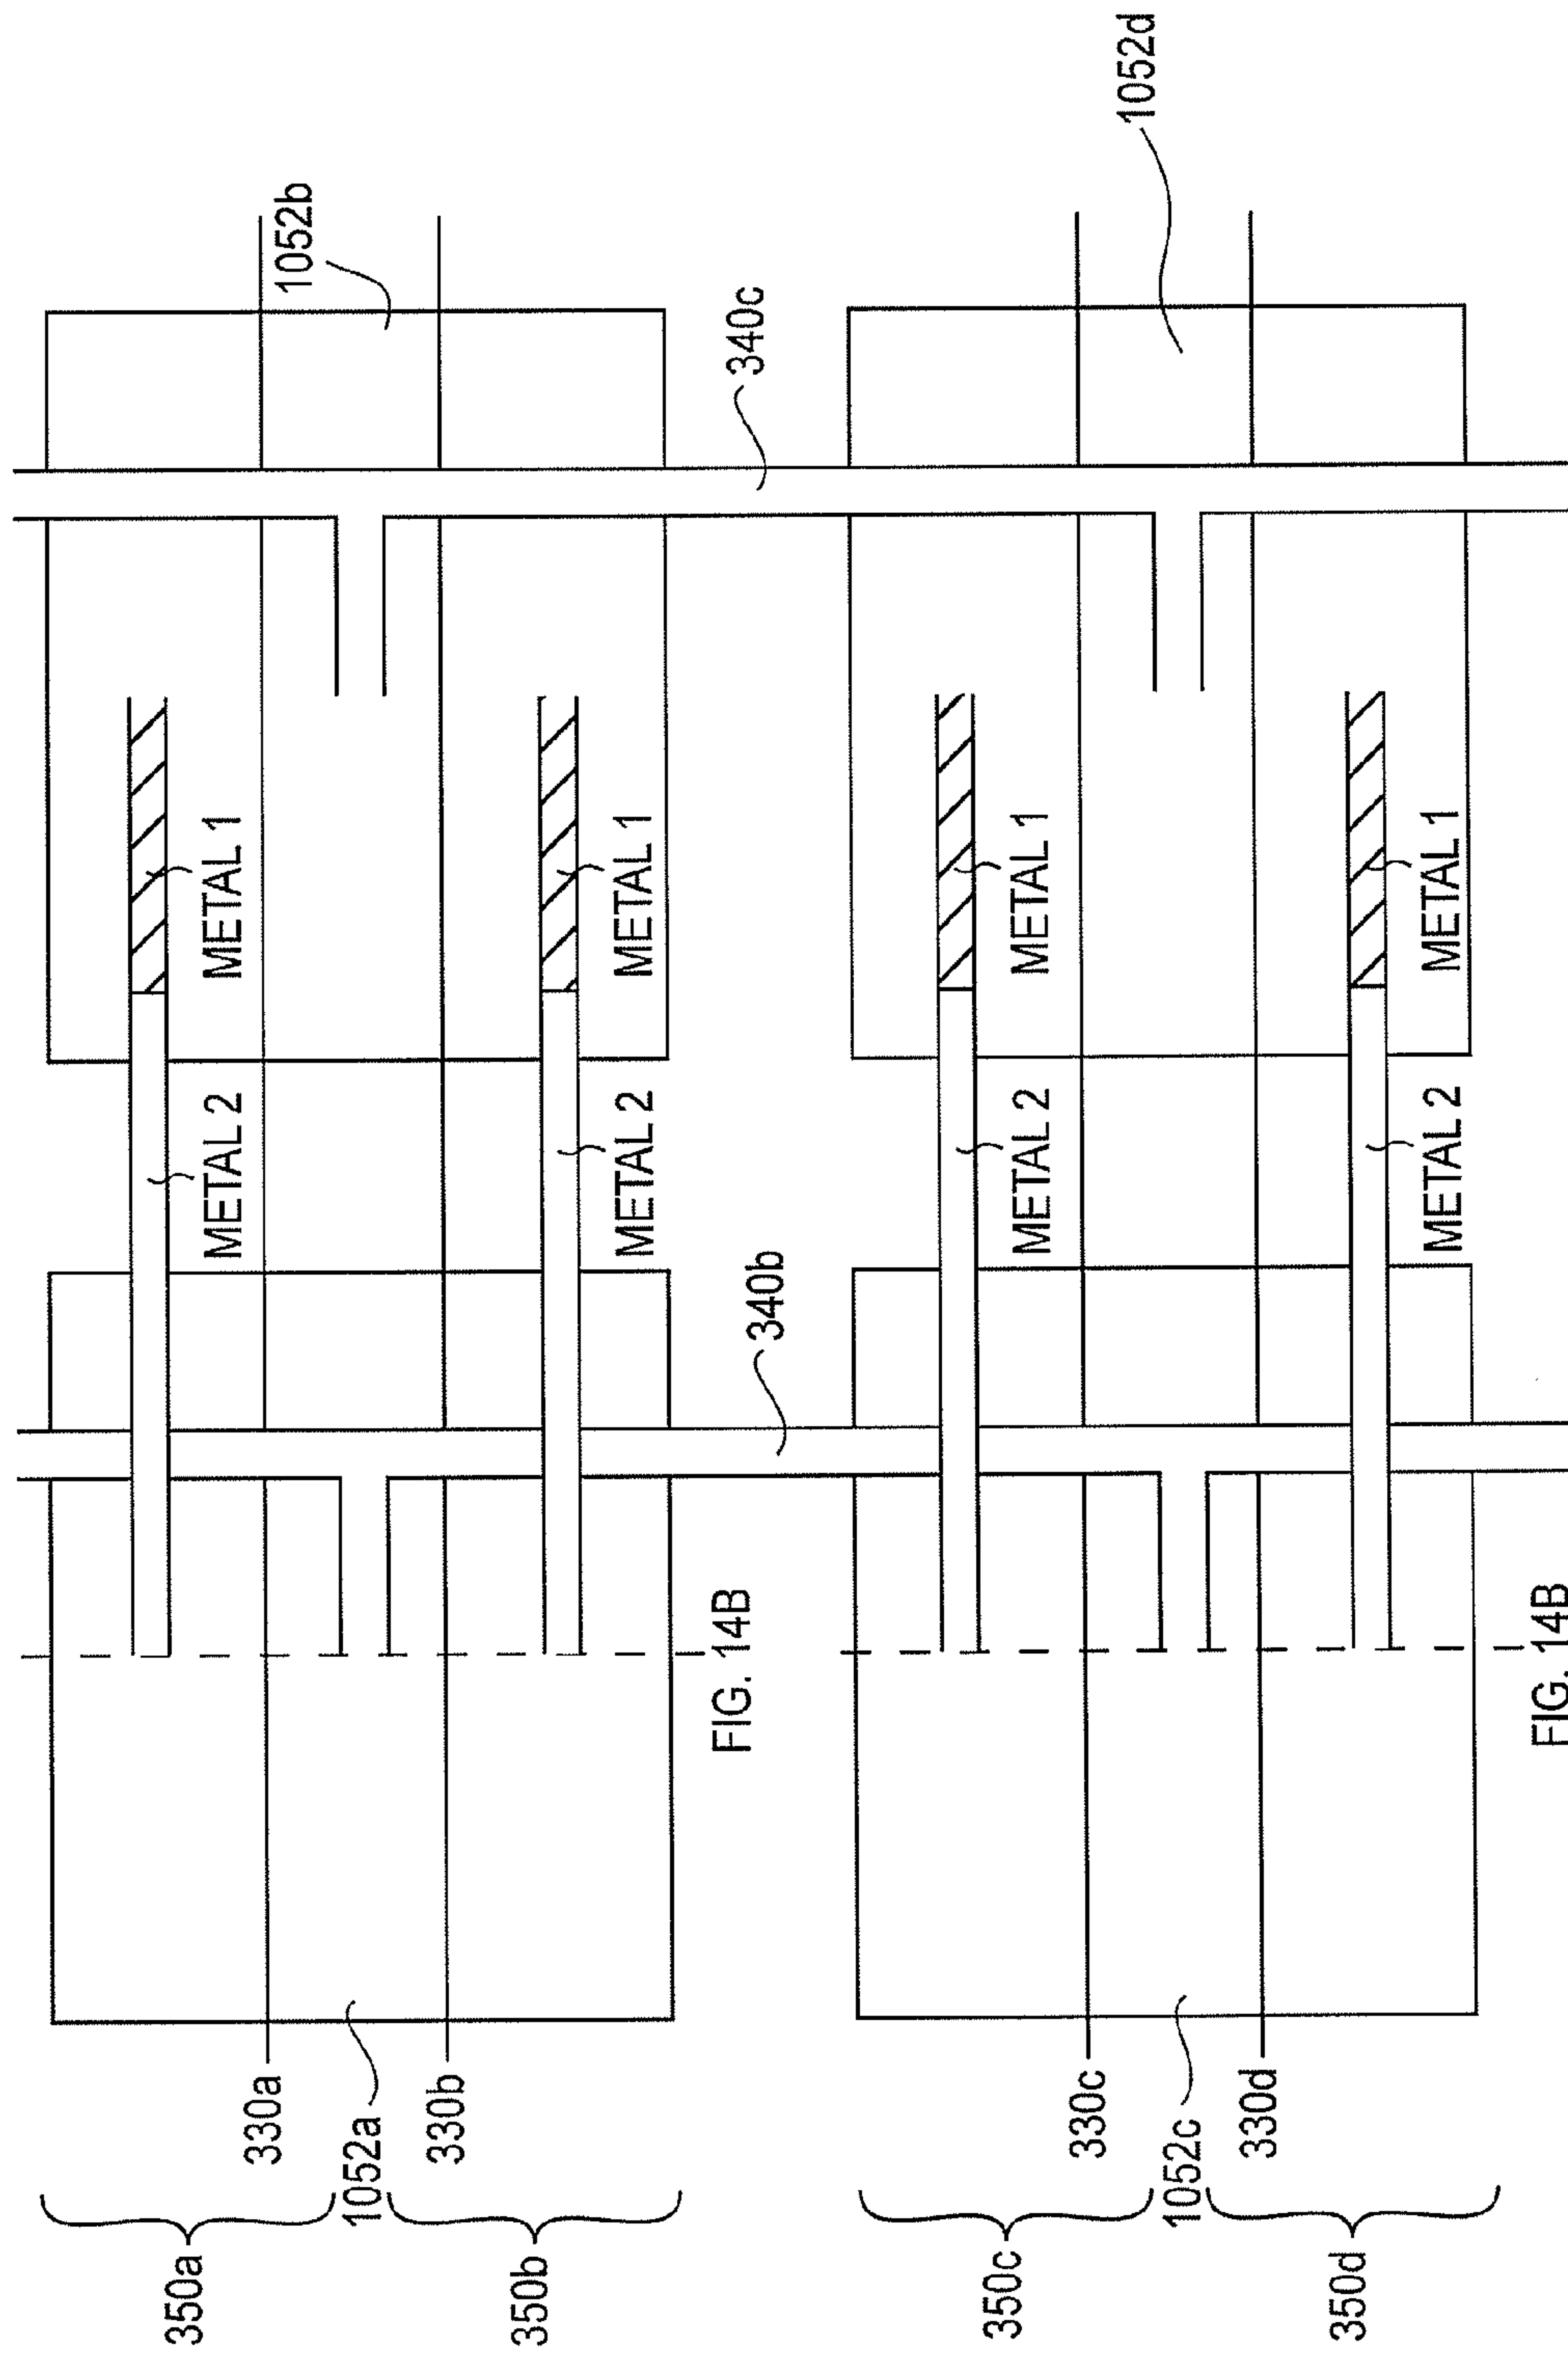 350a
330a
1052a
330b
350b
METAL 2
METAL 1
METAL 2
METAL 1
1052b
FIG. 14B
340b
340c
350c
330c
1052c
330d
350d
METAL 2
METAL 1
METAL 2
METAL 1
1052d
FIG. 14B